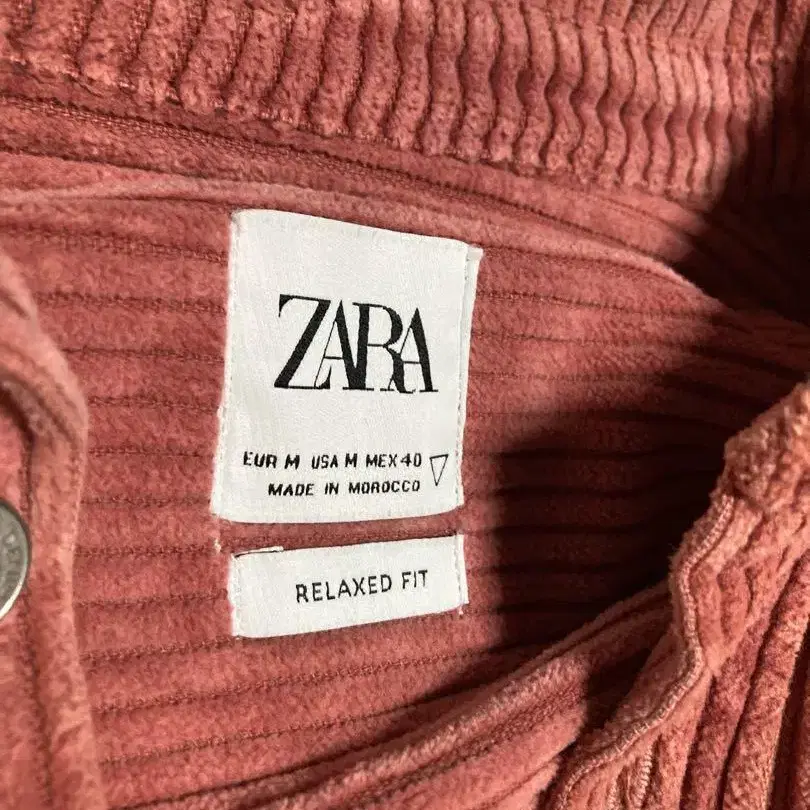 ZARA
EUR M USA M MEX 40
MADE IN MOROCCO
RELAXED FIT